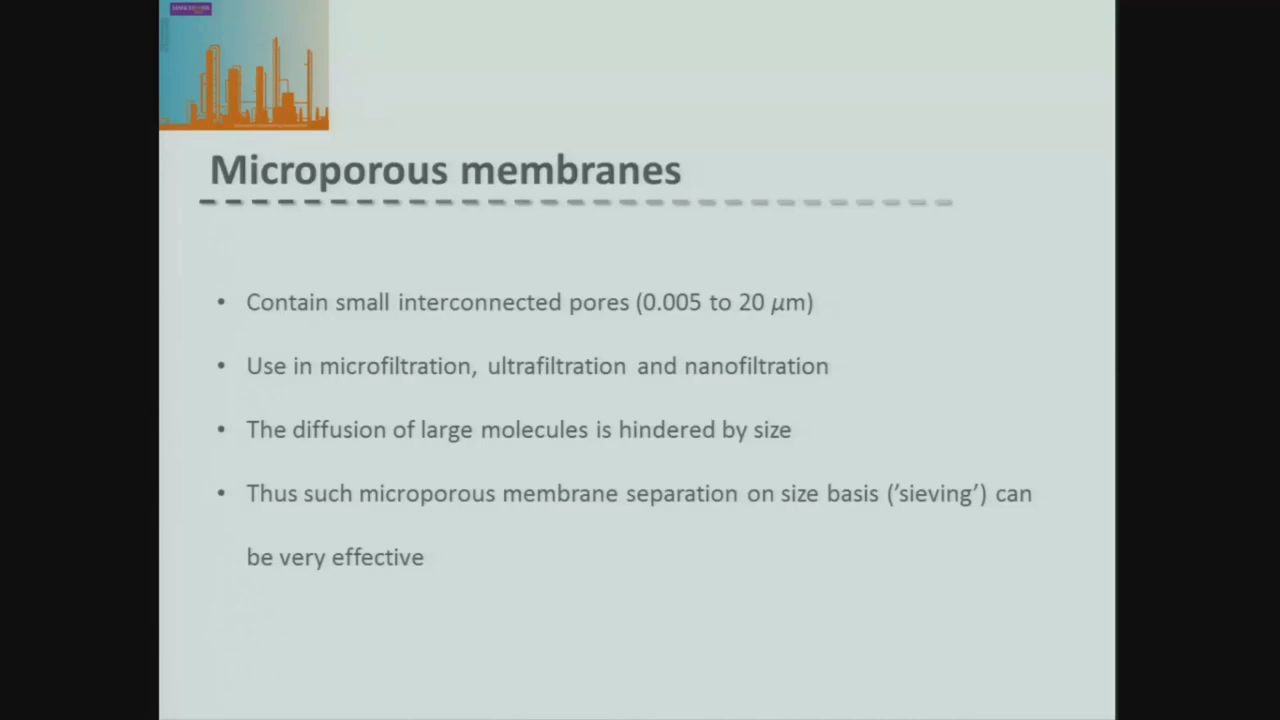 Microporous membranes
• Contain small interconnected pores (0.005 to 20 μm)
• Use in microfiltration, ultrafiltration and nanofiltration
• The diffusion of large molecules is hindered by size
• Thus such microporous membrane separation on size basis (’sieving’) can
be very effective